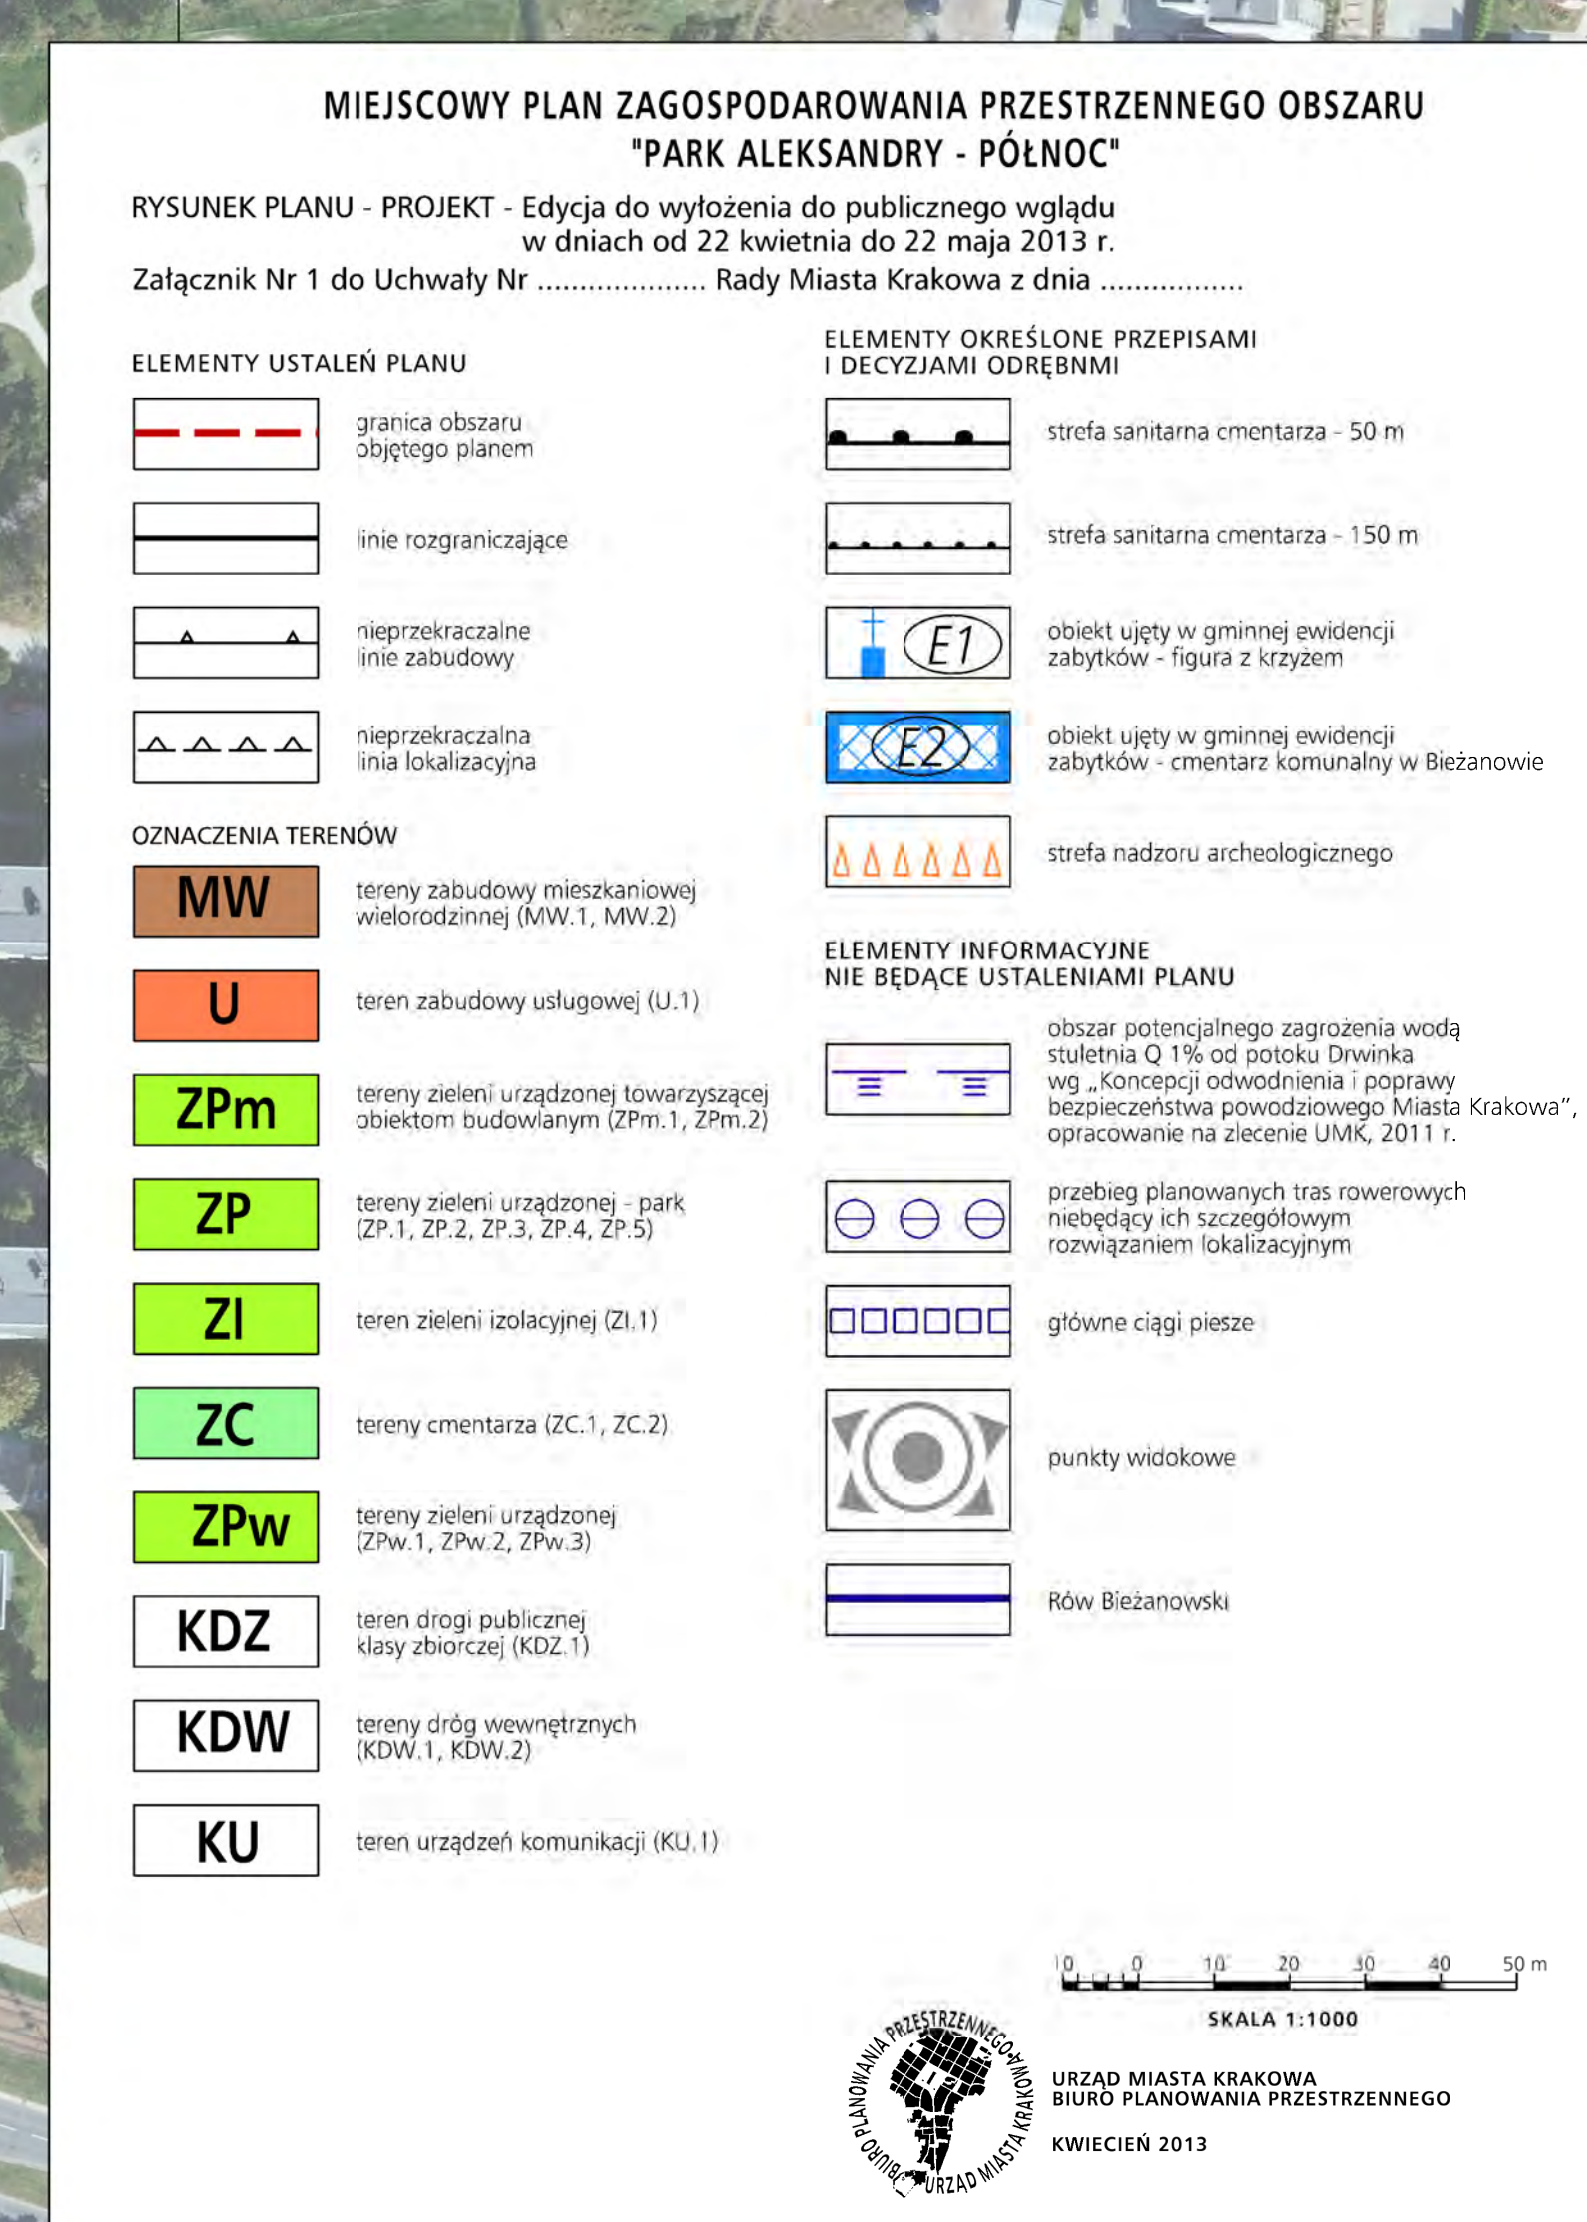 MIEJSCOWY PLAN ZAGOSPODAROWANIA PRZESTRZENNEGO OBSZARU
"PARK ALEKSANDRY - PÓŁNOC"
RYSUNEK PLANU - PROJEKT - Edycja do wyłożenia do publicznego wglądu
w dniach od 22 kwietnia do 22 maja 2013 r.
Załącznik Nr 1 do Uchwały Nr .................... Rady Miasta Krakowa z dnia .................
ELEMENTY USTALEŃ PLANU
granica obszaru
objętego planem
linie rozgraniczające
nieprzekraczalne
linie zabudowy
nieprzekraczalna
linia lokalizacyjna
OZNACZENIA TERENÓW
MW
tereny zabudowy mieszkaniowej
wielorodzinnej (MW.1, MW.2)
U
teren zabudowy usługowej (U.1)
ZPm
tereny zieleni urządzonej towarzyszącej
obiektom budowlanym (ZPm.1, ZPm.2)
ZP
tereny zieleni urządzonej - park
(ZP.1, ZP.2, ZP.3, ZP.4, ZP.5)
ZI
teren zieleni izolacyjnej (ZI.1)
ZC
tereny cmentarza (ZC.1, ZC.2)
ZPw
tereny zieleni urządzonej
(ZPw.1, ZPw.2, ZPw.3)
KDZ
teren drogi publicznej
klasy zbiorczej (KDZ.1)
KDW
tereny dróg wewnętrznych
(KDW.1, KDW.2)
KU
teren urządzeń komunikacji (KU.1)
ELEMENTY OKREŚLONE PRZEPISAMI
I DECYZJAMI ODRĘBNMI
strefa sanitarna cmentarza - 50 m
strefa sanitarna cmentarza - 150 m
E1
obiekt ujęty w gminnej ewidencji
zabytków - figura z krzyżem
E2
obiekt ujęty w gminnej ewidencji
zabytków - cmentarz komunalny w Bieżanowie
strefa nadzoru archeologicznego
ELEMENTY INFORMACYJNE
NIE BĘDĄCE USTALENIAMI PLANU
obszar potencjalnego zagrożenia wodą
stuletnia Q 1% od potoku Drwinka
wg „Koncepcji odwodnienia i poprawy
bezpieczeństwa powodziowego Miasta Krakowa”,
opracowanie na zlecenie UMK, 2011 r.
przebieg planowanych tras rowerowych
niebędący ich szczegółowym
rozwiązaniem lokalizacyjnym
główne ciągi piesze
punkty widokowe
Rów Bieżanowski
10 0 10 20 30 40 50 m
SKALA 1:1000
BIURO PLANOWANIA PRZESTRZENNEGO
URZĄD MIASTA KRAKOWA
URZĄD MIASTA KRAKOWA
BIURO PLANOWANIA PRZESTRZENNEGO
KWIECIEŃ 2013